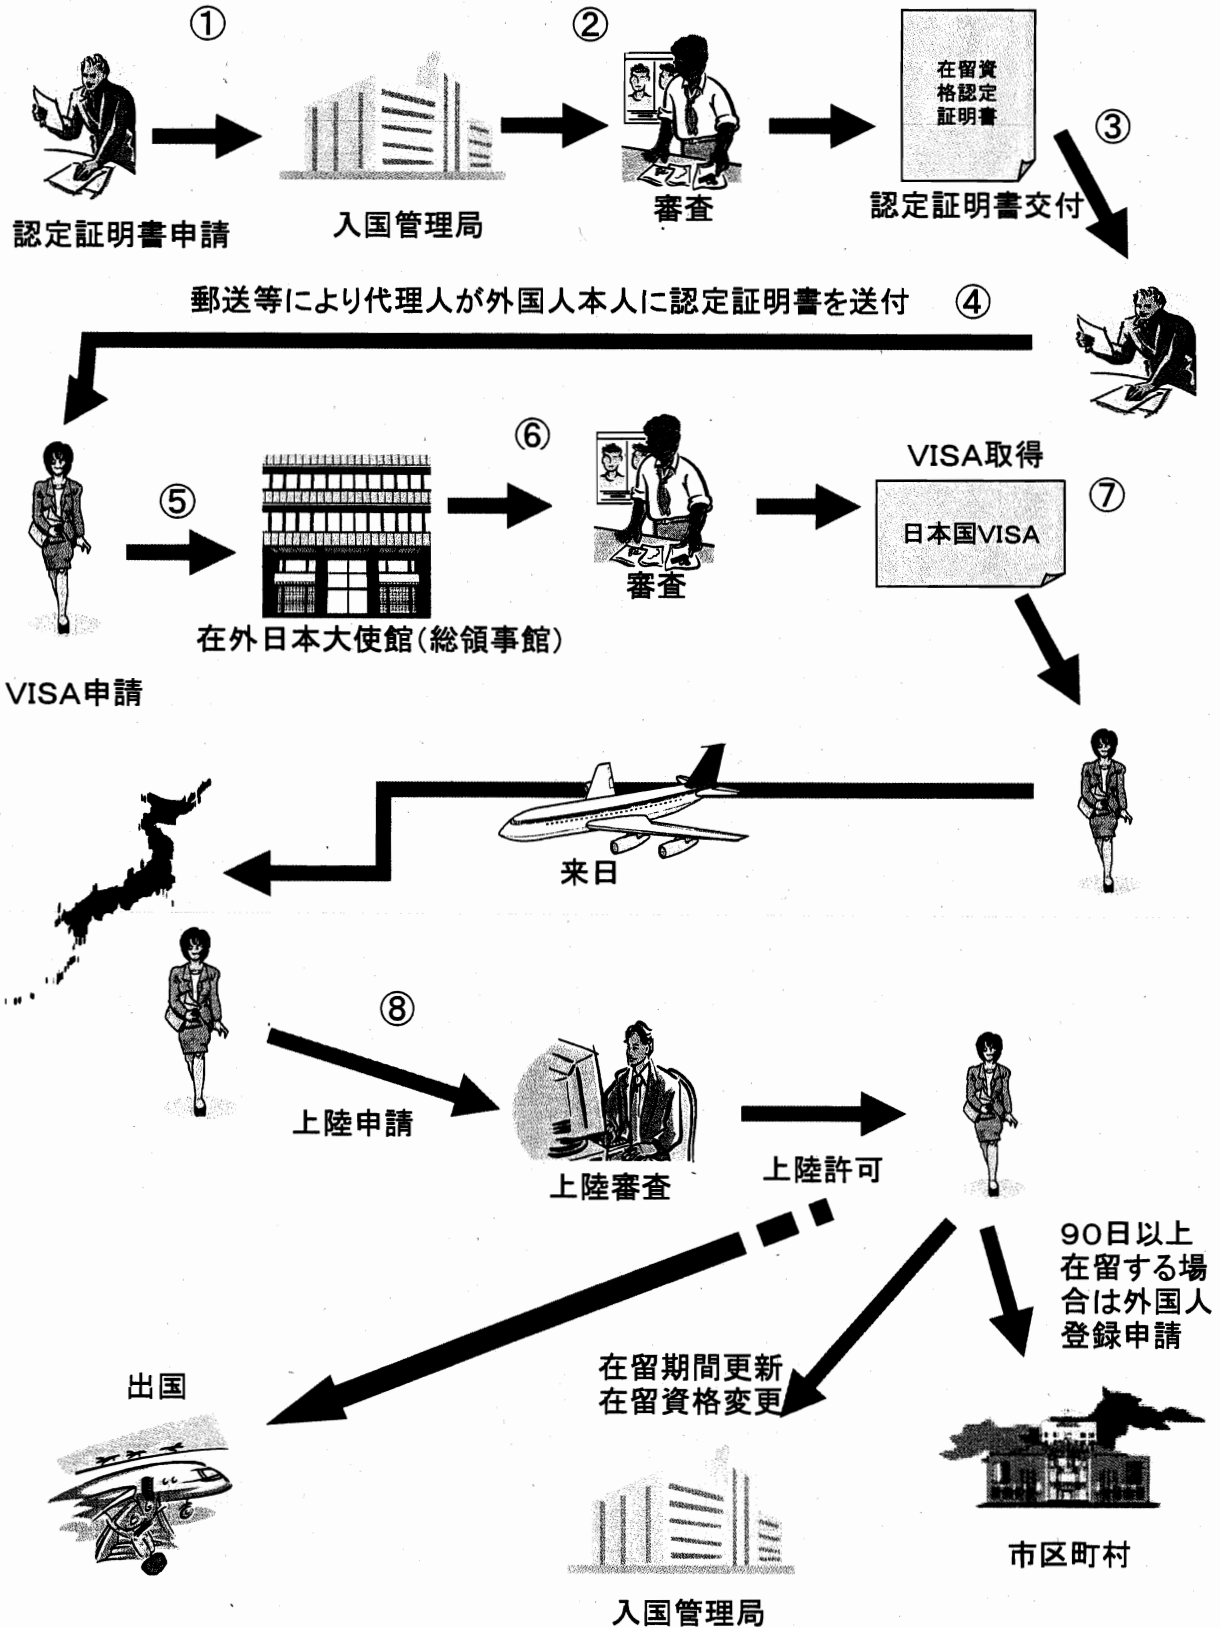 ①
②
在留資
格認定
証明書
③
認定証明書申請
入国管理局
審査
認定証明書交付
郵送等により代理人が外国人本人に認定証明書を送付
④
⑤
⑥
VISA取得
⑦
日本国VISA
審査
在外日本大使館(総領事館)
VISA申請
来日
⑧
上陸申請
上陸審査
上陸許可
90日以上
在留する場
合は外国人
登録申請
出国
在留期間更新
在留資格変更
市区町村
入国管理局